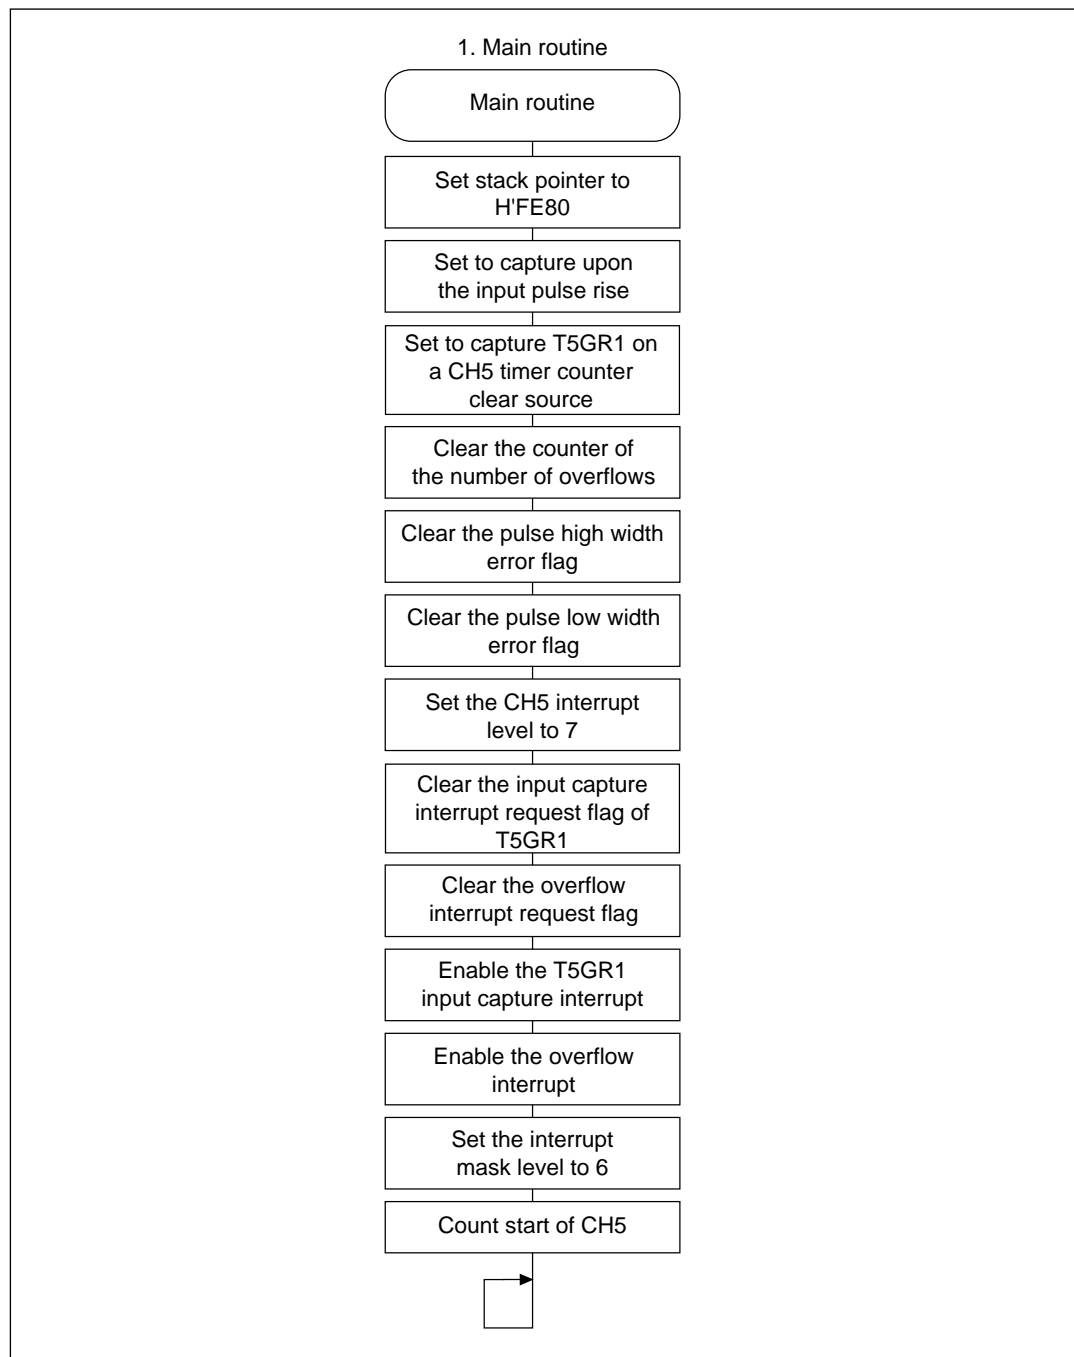 1. Main routine
Main routine
Set stack pointer to
H'FE80
Set to capture upon
the input pulse rise
Set to capture T5GR1 on
a CH5 timer counter
clear source
Clear the counter of
the number of overflows
Clear the pulse high width
error flag
Clear the pulse low width
error flag
Set the CH5 interrupt
level to 7
Clear the input capture
interrupt request flag of
T5GR1
Clear the overflow
interrupt request flag
Enable the T5GR1
input capture interrupt
Enable the overflow
interrupt
Set the interrupt
mask level to 6
Count start of CH5